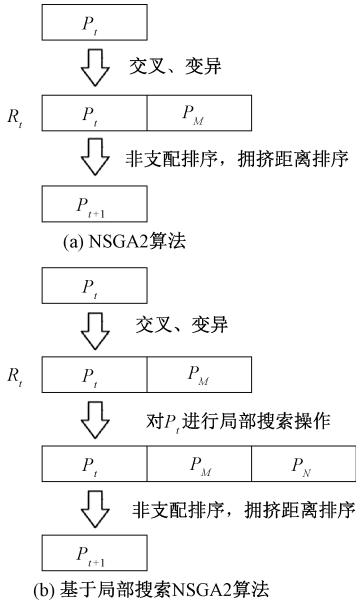 P_t
交叉、变异
R_t P_t P_M
非支配排序，拥挤距离排序
P_{t+1}
(a) NSGA2算法
P_t
交叉、变异
R_t P_t P_M
对P_t进行局部搜索操作
P_t P_M P_N
非支配排序，拥挤距离排序
P_{t+1}
(b) 基于局部搜索NSGA2算法